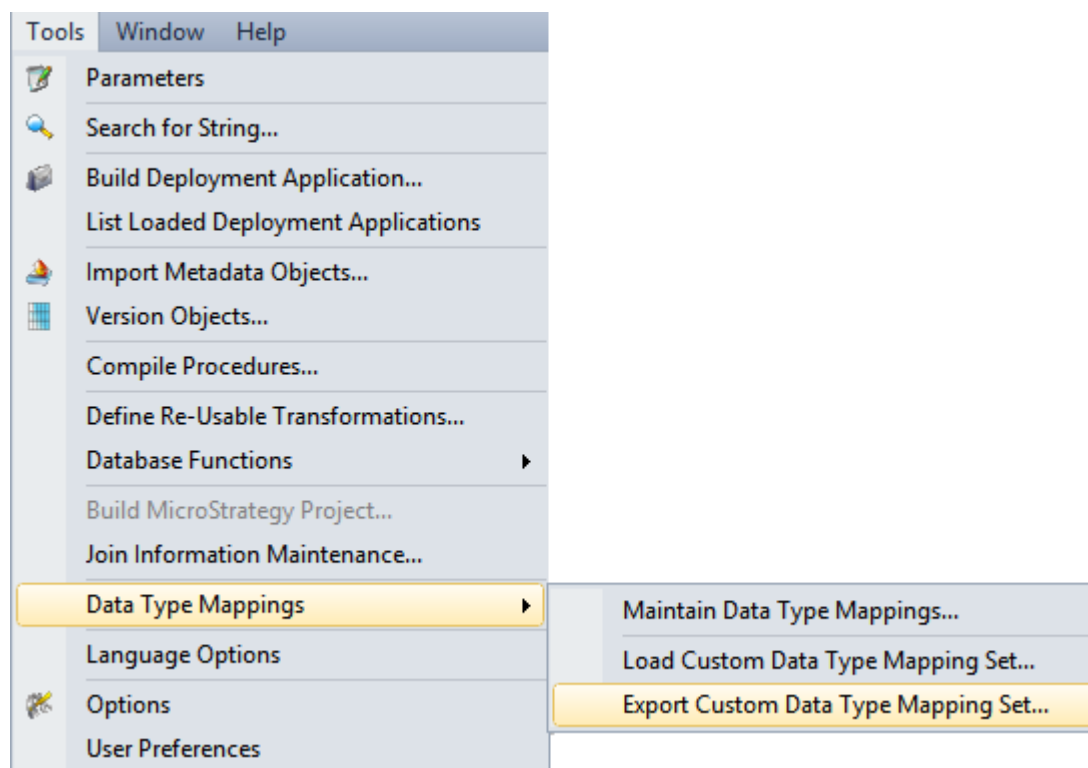 Tools Window Help
Parameters
Search for String...
Build Deployment Application...
List Loaded Deployment Applications
Import Metadata Objects...
Version Objects...
Compile Procedures...
Define Re-Usable Transformations...
Database Functions
Build MicroStrategy Project...
Join Information Maintenance...
Data Type Mappings
Maintain Data Type Mappings...
Load Custom Data Type Mapping Set...
Export Custom Data Type Mapping Set...
Language Options
Options
User Preferences